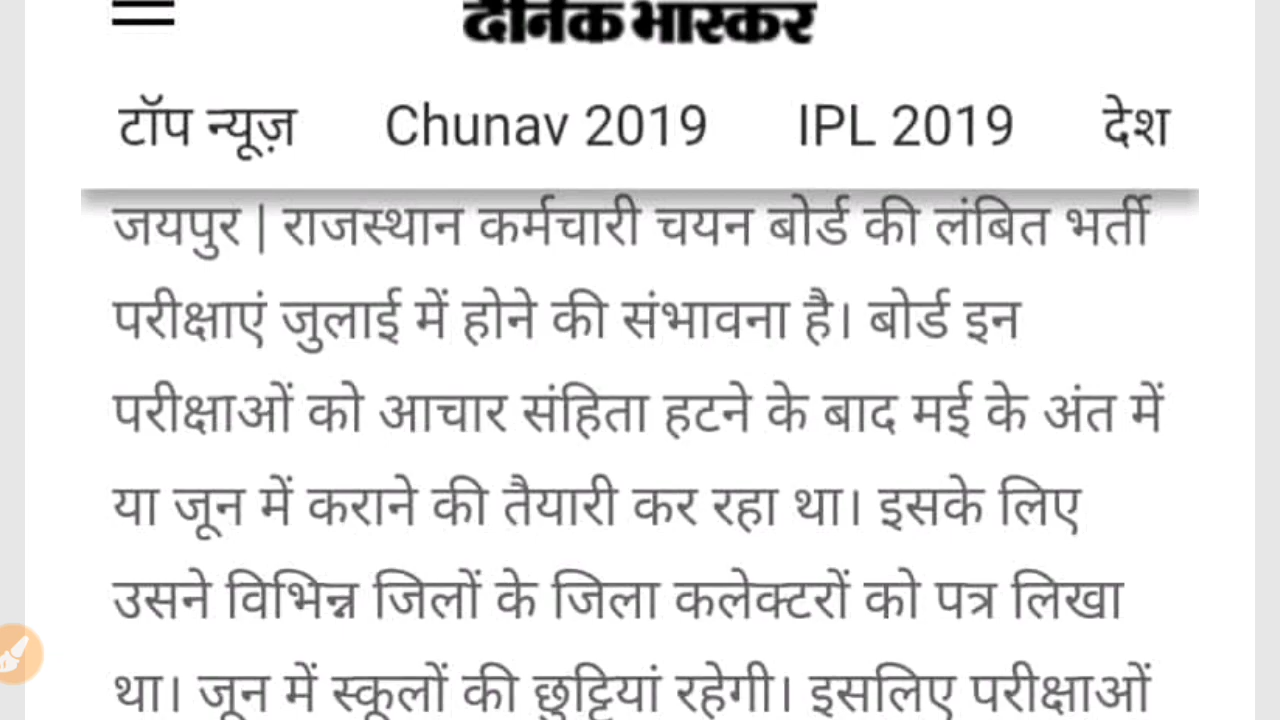 दैनिक भास्कर
टॉप न्यूज़ Chunav 2019 IPL 2019 देश
जयपुर | राजस्थान कर्मचारी चयन बोर्ड की लंबित भर्ती
परीक्षाएं जुलाई में होने की संभावना है। बोर्ड इन
परीक्षाओं को आचार संहिता हटने के बाद मई के अंत में
या जून में कराने की तैयारी कर रहा था। इसके लिए
उसने विभिन्न जिलों के जिला कलेक्टरों को पत्र लिखा
था। जून में स्कूलों की छुट्टियां रहेगी। इसलिए परीक्षाओं